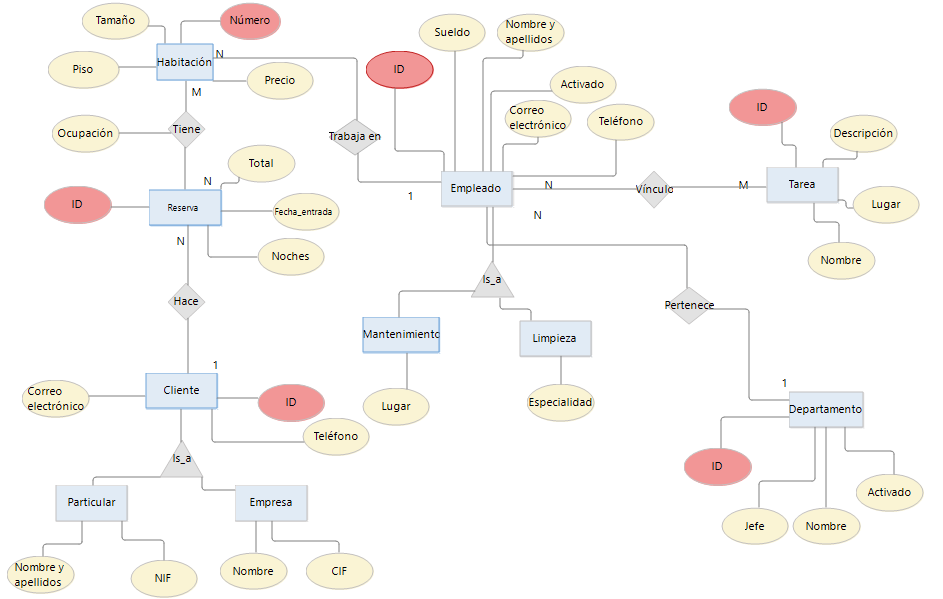 Tamaño
Número
Habitación
N
Piso
Precio
M
Ocupación
Tiene
Trabaja en
Sueldo
Nombre y
apellidos
ID
Activado
Correo
electrónico
Teléfono
ID
Descripción
Total
N
ID
Reserva
Fecha_entrada
Noches
N
1
Empleado
N
Vínculo
M
Tarea
Lugar
Nombre
N
Hace
Is_a
Pertenece
Mantenimiento
Limpieza
Lugar
Especialidad
1
Cliente
Correo
electrónico
ID
Teléfono
Is_a
Particular
Empresa
Nombre y
apellidos
NIF
Nombre
CIF
1
Departamento
ID
Jefe
Nombre
Activado